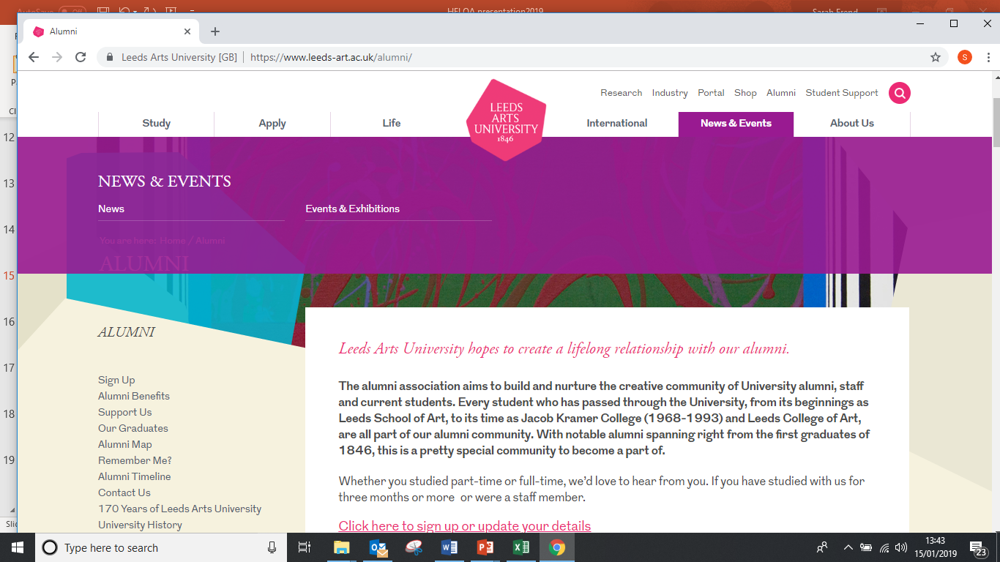 AutoSave Off HELOA presentation2019 Sarah Frend
Alumni
Leeds Arts University [GB] https://www.leeds-art.ac.uk/alumni/ S
Research Industry Portal Shop Alumni Student Support
LEEDS
ARTS
UNIVERSITY
1846
Study Apply Life International News & Events About Us
NEWS & EVENTS
News Events & Exhibitions
You are here: Home / Alumni
ALUMNI
12
13
14
15
16
17
18
19
ALUMNI
Sign Up
Alumni Benefits
Support Us
Our Graduates
Alumni Map
Remember Me?
Alumni Timeline
Contact Us
170 Years of Leeds Arts University
University History
Leeds Arts University hopes to create a lifelong relationship with our alumni.
The alumni association aims to build and nurture the creative community of University alumni, staff
and current students. Every student who has passed through the University, from its beginnings as
Leeds School of Art, to its time as Jacob Kramer College (1968-1993) and Leeds College of Art,
are all part of our alumni community. With notable alumni spanning right from the first graduates of
1846, this is a pretty special community to become a part of.
Whether you studied part-time or full-time, we'd love to hear from you. If you have studied with us for
three months or more or were a staff member.
Click here to sign up or update your details
Type here to search
13:43
15/01/2019
23